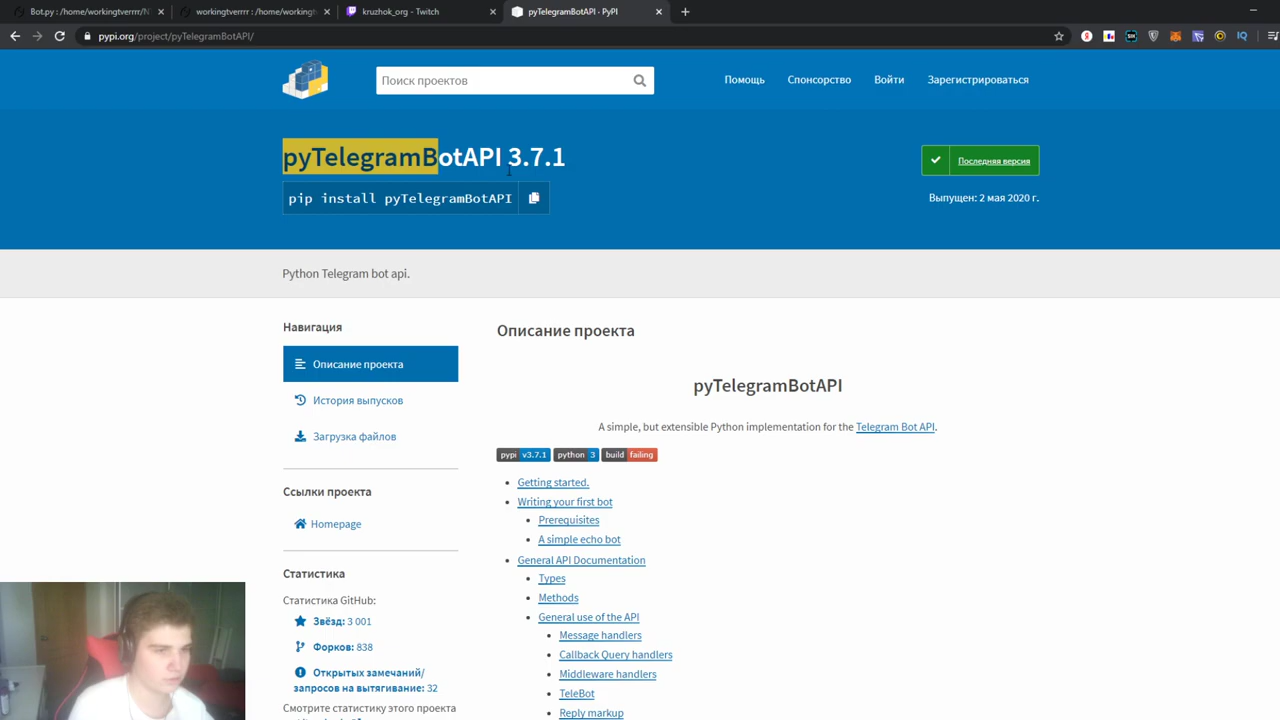 Bot.py : /home/workingtverrrr/N
workingtverrrr : /home/working
kruzhok_org - Twitch
pyTelegramBotAPI · PyPI
pypi.org/project/pyTelegramBotAPI/
Поиск проектов
Помощь
Спонсорство
Войти
Зарегистрироваться
pyTelegramBotAPI 3.7.1
Последняя версия
pip install pyTelegramBotAPI
Выпущен: 2 мая 2020 г.
Python Telegram bot api.
Навигация
Описание проекта
История выпусков
Загрузка файлов
Ссылки проекта
Homepage
Статистика
Статистика GitHub:
Звёзд: 3 001
Форков: 838
Открытых замечаний/
запросов на вытягивание: 32
Смотрите статистику этого проекта
Описание проекта
pyTelegramBotAPI
A simple, but extensible Python implementation for the Telegram Bot API.
pypi v3.7.1 python 3 build failing
Getting started.
Writing your first bot
Prerequisites
A simple echo bot
General API Documentation
Types
Methods
General use of the API
Message handlers
Callback Query handlers
Middleware handlers
TeleBot
Reply markup